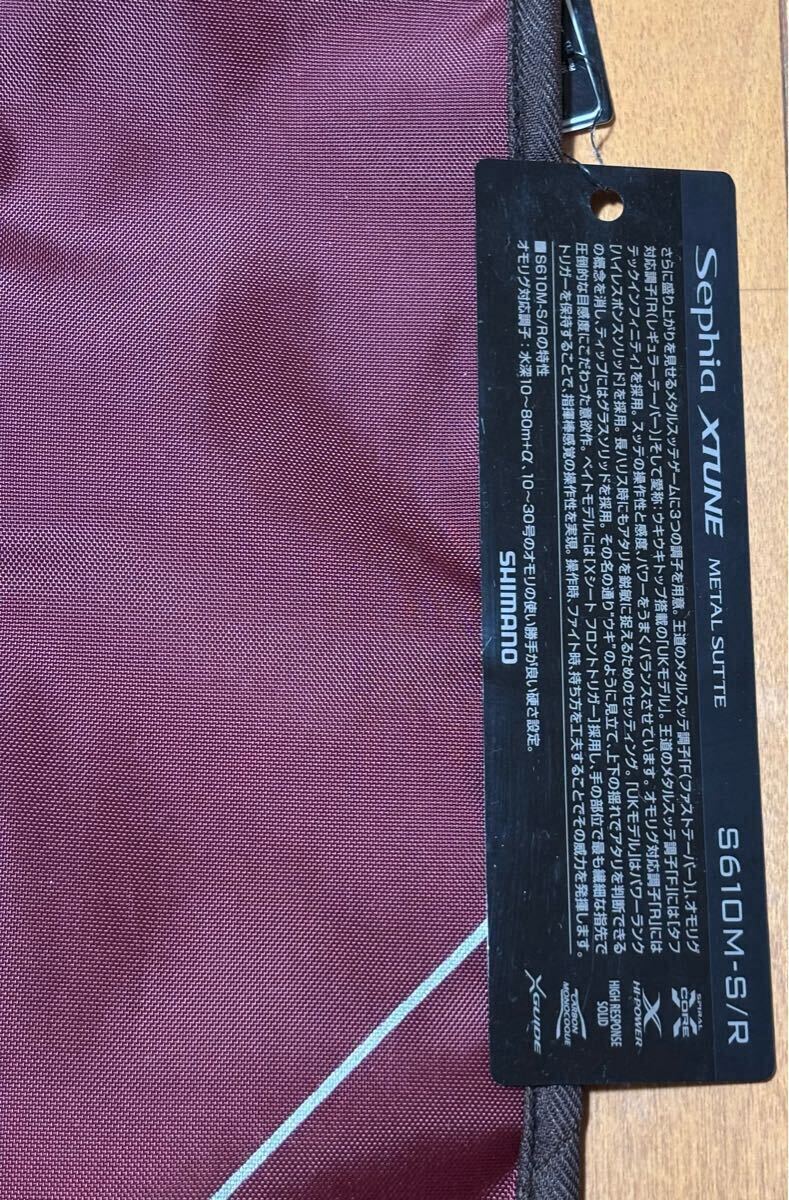 Sephia XTUNE METAL SUTTE S610M-S/R
さらに盛り上がりを見せるメタルスッテゲームに3つの調子を用意。王道のメタルスッテ調子「F(ファストテーパー)」、オモリグ
対応調子「R(レギュラーテーパー)」そして愛称：ウキウキトップ搭載の「UKモデル」。王道のメタルスッテ調子「F」には[タフ
テックインフィニティ]を採用。スッテの操作性と感度、パワーをうまくバランスさせています。オモリグ対応調子「R」には
[ハイレスポンスソリッド]を採用。長ハリス時にもアタリを鋭敏に捉えるためのセッティング。「UKモデル」はパワーランク
の概念を消し、ティップにはグラスソリッドを採用。その名の通り"ウキ"のように見立て、上下の揺れでアタリを判断できる
圧倒的な目感度にこだわった意欲作。ベイトモデルには[Xシート フロントトリガー]採用し、手の部位で最も繊細な指先で
トリガーを保持することで、指揮棒感覚の操作性を実現。操作時、ファイト時、持ち方を工夫することでその威力を発揮します。
■S610M-S/Rの特性
オモリグ対応調子：水深10～80m+α、10～30号のオモリの使い勝手が良い硬さ設定。
SHIMANO
SPIRAL
X CORE
X
HI-POWER
HIGH RESPONSE
SOLID
CARBON
MONOCOQUE
X GUIDE